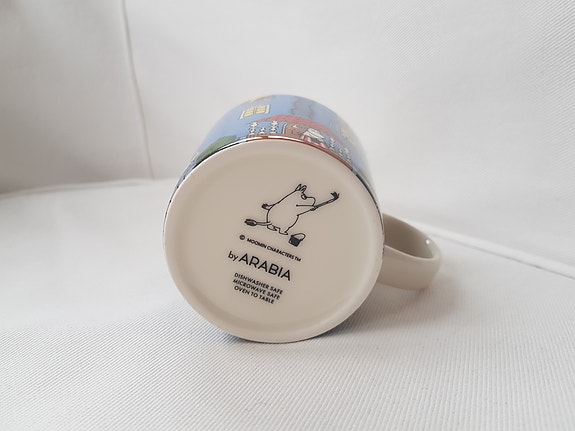 © MOOMIN CHARACTERS™
by ARABIA
DISHWASHER SAFE
MICROWAVE SAFE
OVEN TO TABLE